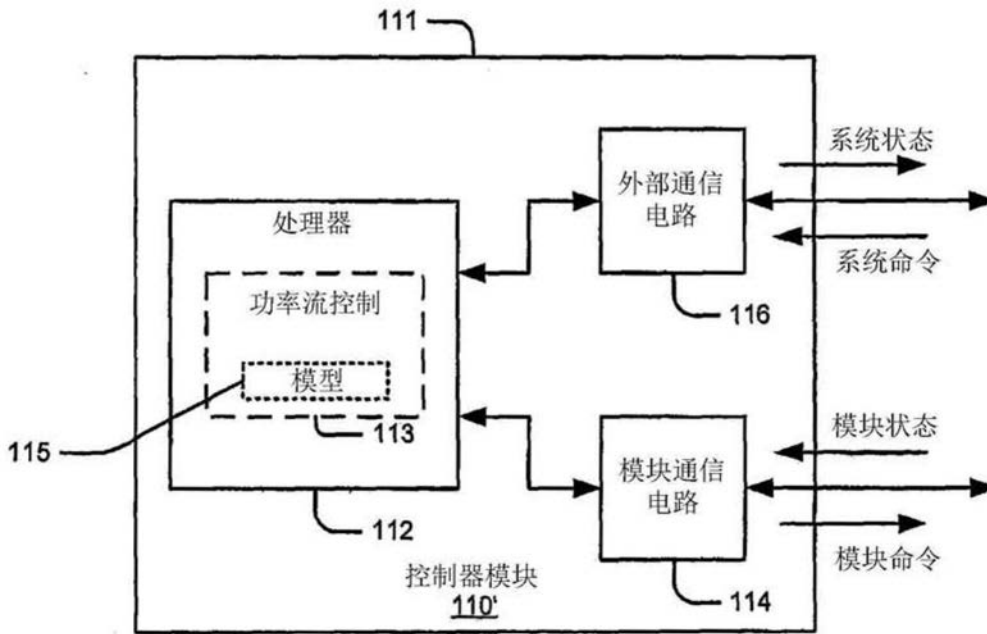 111
处理器
功率流控制
模型
115
113
112
外部通信
电路
116
系统状态
系统命令
模块通信
电路
114
模块状态
模块命令
控制器模块
110'